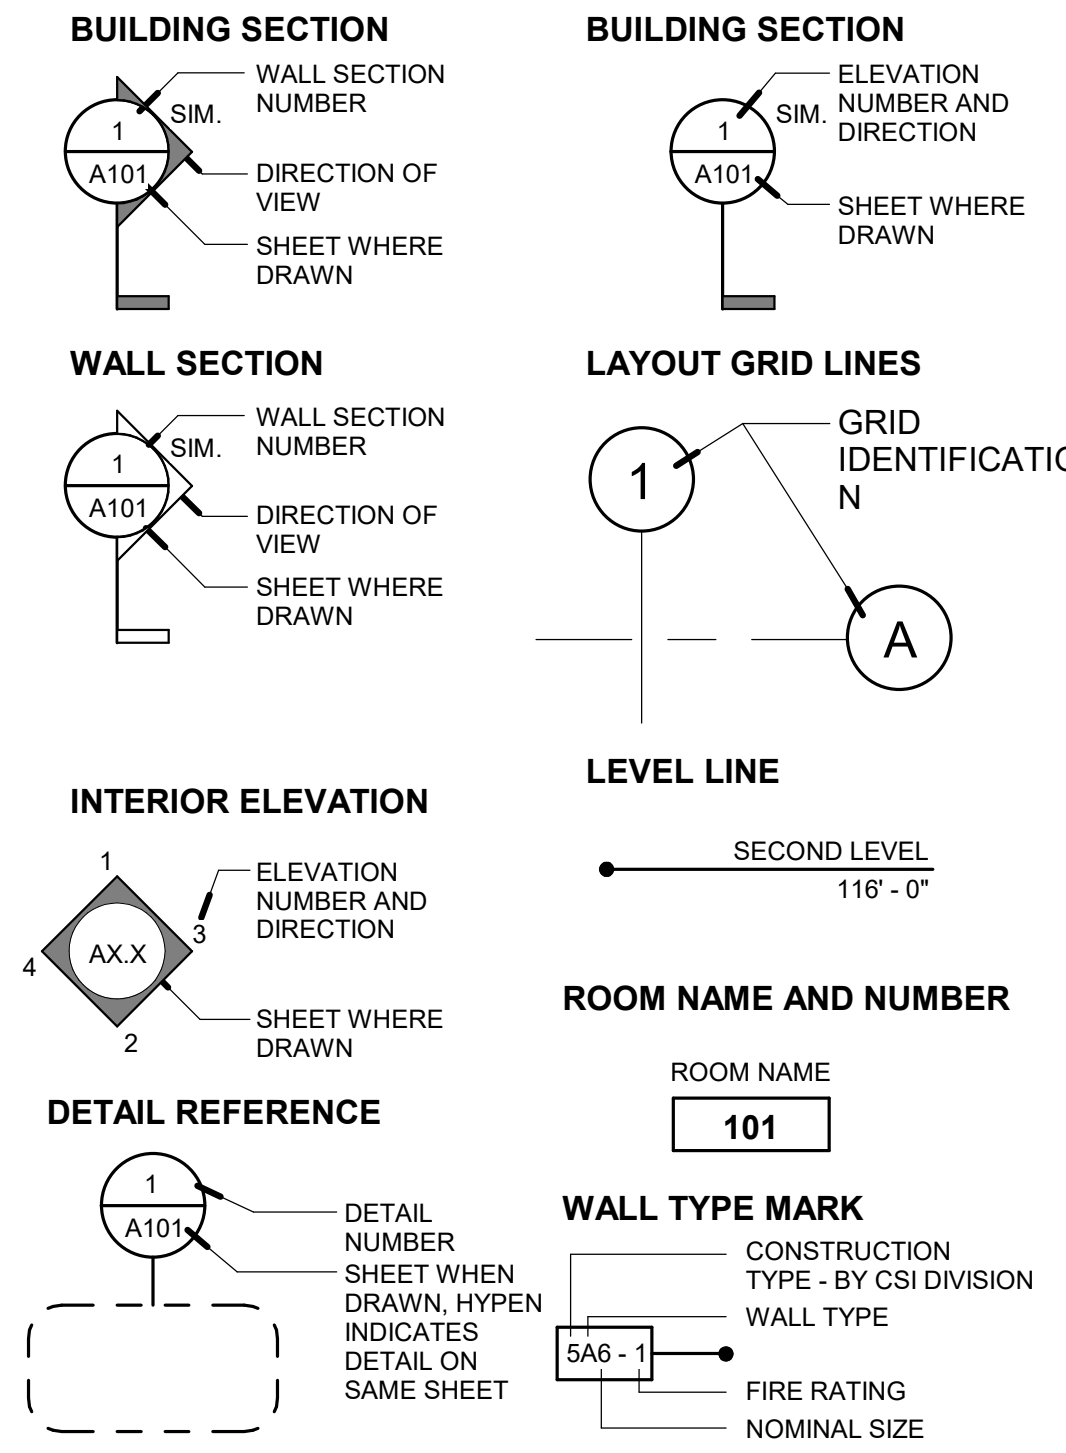 BUILDING SECTION
WALL SECTION
NUMBER
SIM.
1
A101
DIRECTION OF
VIEW
SHEET WHERE
DRAWN
BUILDING SECTION
ELEVATION
NUMBER AND
DIRECTION
SIM.
1
A101
SHEET WHERE
DRAWN
WALL SECTION
WALL SECTION
NUMBER
SIM.
1
A101
DIRECTION OF
VIEW
SHEET WHERE
DRAWN
LAYOUT GRID LINES
GRID
IDENTIFICATIO
N
1
A
INTERIOR ELEVATION
1
ELEVATION
NUMBER AND
DIRECTION
3
AX.X
4
2
SHEET WHERE
DRAWN
LEVEL LINE
SECOND LEVEL
116' - 0"
ROOM NAME AND NUMBER
ROOM NAME
101
DETAIL REFERENCE
1
A101
DETAIL
NUMBER
SHEET WHEN
DRAWN, HYPEN
INDICATES
DETAIL ON
SAME SHEET
WALL TYPE MARK
CONSTRUCTION
TYPE - BY CSI DIVISION
WALL TYPE
5A6 - 1
FIRE RATING
NOMINAL SIZE